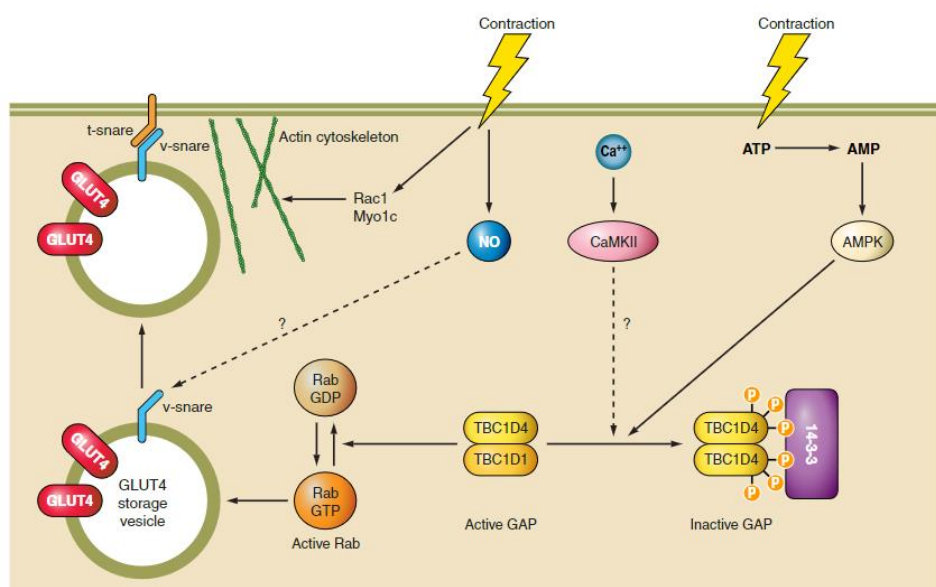 Contraction
Contraction
t-snare
v-snare
Actin cytoskeleton
GLUT4
GLUT4
Rac1
Myo1c
NO
Ca++
CaMKII
ATP
AMP
AMPK
?
?
v-snare
GLUT4
GLUT4
GLUT4
storage
vesicle
Rab
GDP
Rab
GTP
Active Rab
TBC1D4
TBC1D1
Active GAP
TBC1D4
TBC1D4
P
P
P
P
P
P
14-3-3
Inactive GAP